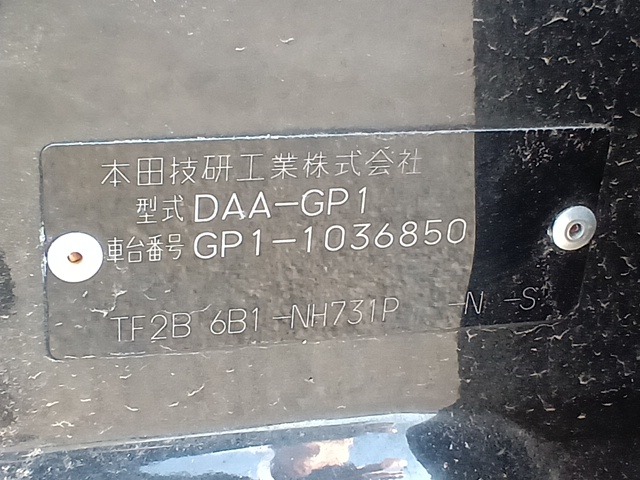 本田技研工業株式会社
型式 DAA-GP1
車台番号 GP1-1036850
TF2B 6B1-NH731P -N -S